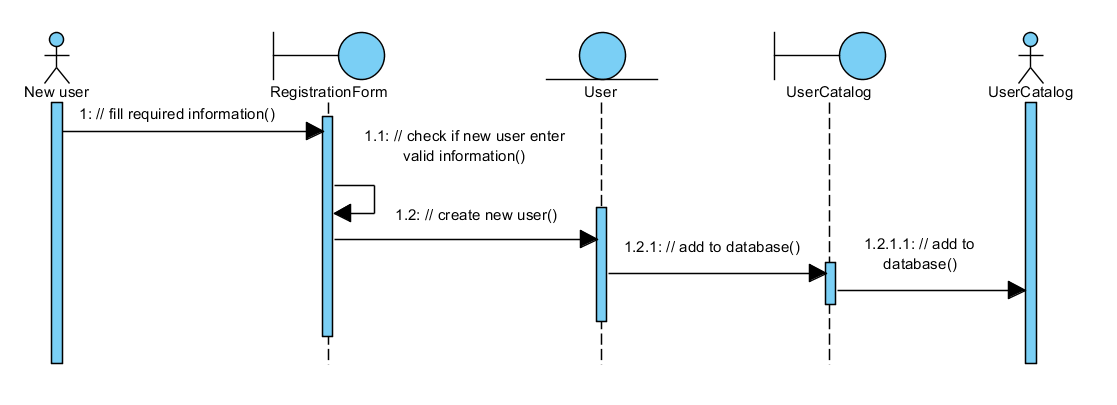 New user
RegistrationForm
User
UserCatalog
UserCatalog
1: // fill required information()
1.1: // check if new user enter
valid information()
1.2: // create new user()
1.2.1: // add to database()
1.2.1.1: // add to
database()